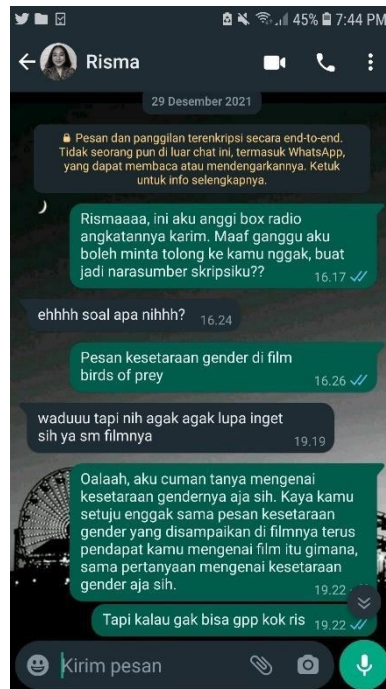 45% 7:44 PM
Risma
29 Desember 2021
Pesan dan panggilan terenkripsi secara end-to-end.
Tidak seorang pun di luar chat ini, termasuk WhatsApp,
yang dapat membaca atau mendengarkannya. Ketuk
untuk info selengkapnya.
Rismaaaa, ini aku anggi box radio
angkatannya karim. Maaf ganggu aku
boleh minta tolong ke kamu nggak, buat
jadi narasumber skripsiku??
16.17
ehhhh soal apa nihhh?
16.24
Pesan kesetaraan gender di film
birds of prey
16.26
waduuu tapi nih agak agak lupa inget
sih ya sm filmnya
19.19
Oalaah, aku cuman tanya mengenai
kesetaraan gendernya aja sih. Kaya kamu
setuju enggak sama pesan kesetaraan
gender yang disampaikan di filmnya terus
pendapat kamu mengenai film itu gimana,
sama pertanyaan mengenai kesetaraan
gender aja sih.
19.22
Tapi kalau gak bisa gpp kok ris 19.22
Kirim pesan